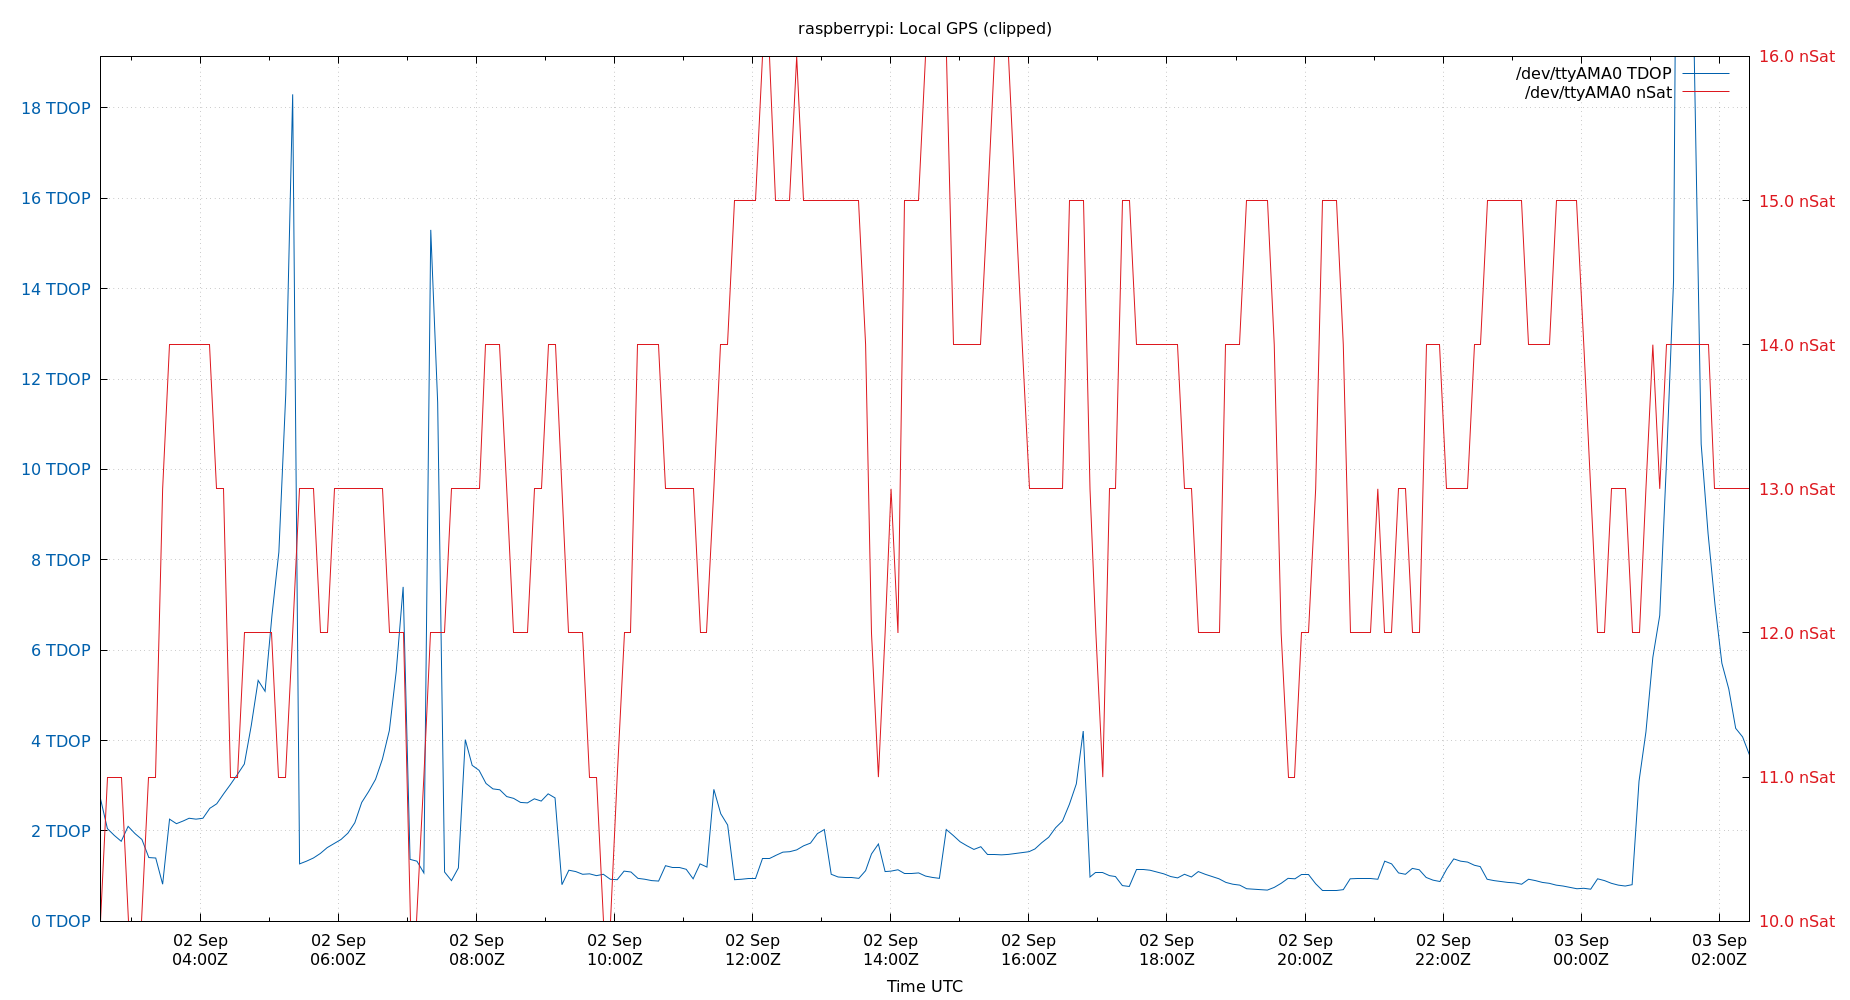 raspberrypi: Local GPS (clipped)
/dev/ttyAMA0 TDOP
/dev/ttyAMA0 nSat
18 TDOP
16 TDOP
14 TDOP
12 TDOP
10 TDOP
8 TDOP
6 TDOP
4 TDOP
2 TDOP
0 TDOP
16.0 nSat
15.0 nSat
14.0 nSat
13.0 nSat
12.0 nSat
11.0 nSat
10.0 nSat
02 Sep
04:00Z
02 Sep
06:00Z
02 Sep
08:00Z
02 Sep
10:00Z
02 Sep
12:00Z
02 Sep
14:00Z
02 Sep
16:00Z
02 Sep
18:00Z
02 Sep
20:00Z
02 Sep
22:00Z
03 Sep
00:00Z
03 Sep
02:00Z
Time UTC